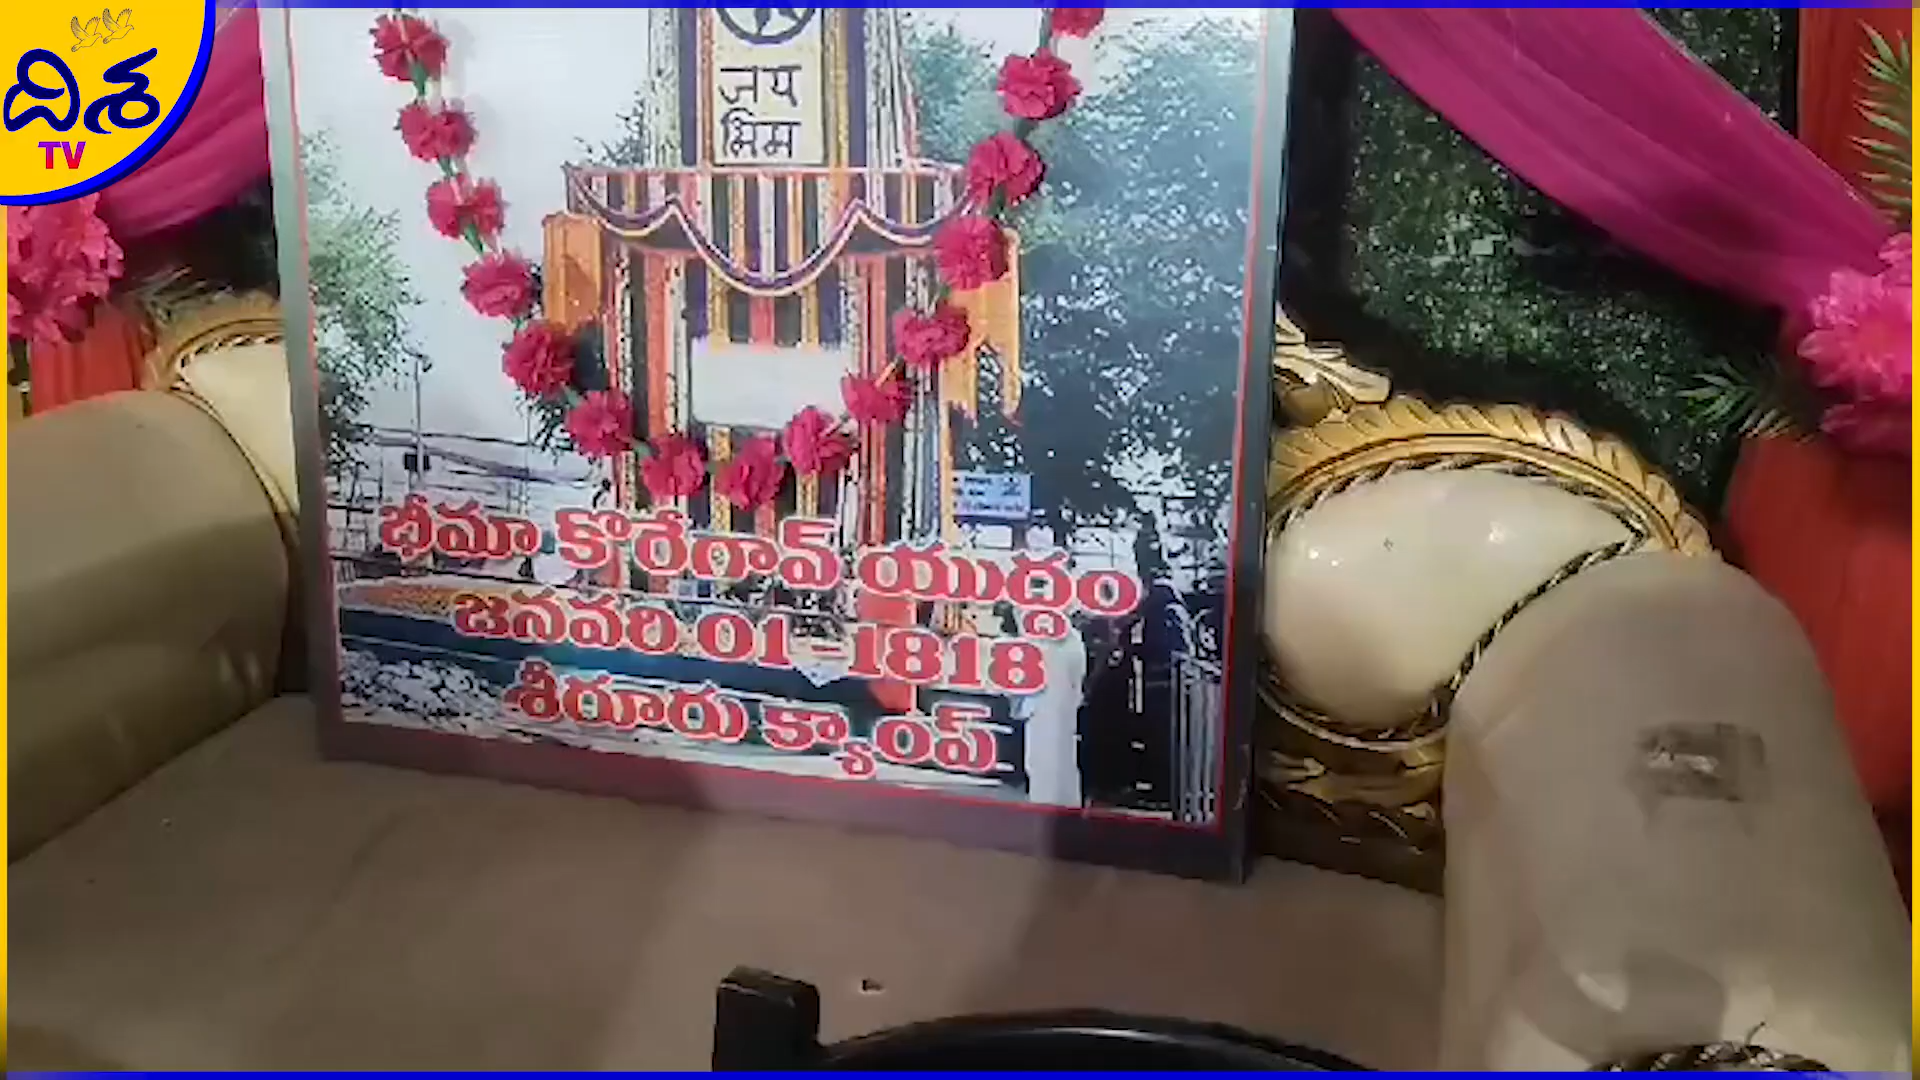 దిశ
TV
जय
भिम
భీమా కొరేగావ్ యుద్ధం
జనవరి 01 -1818
శీరూరు క్యాంప్